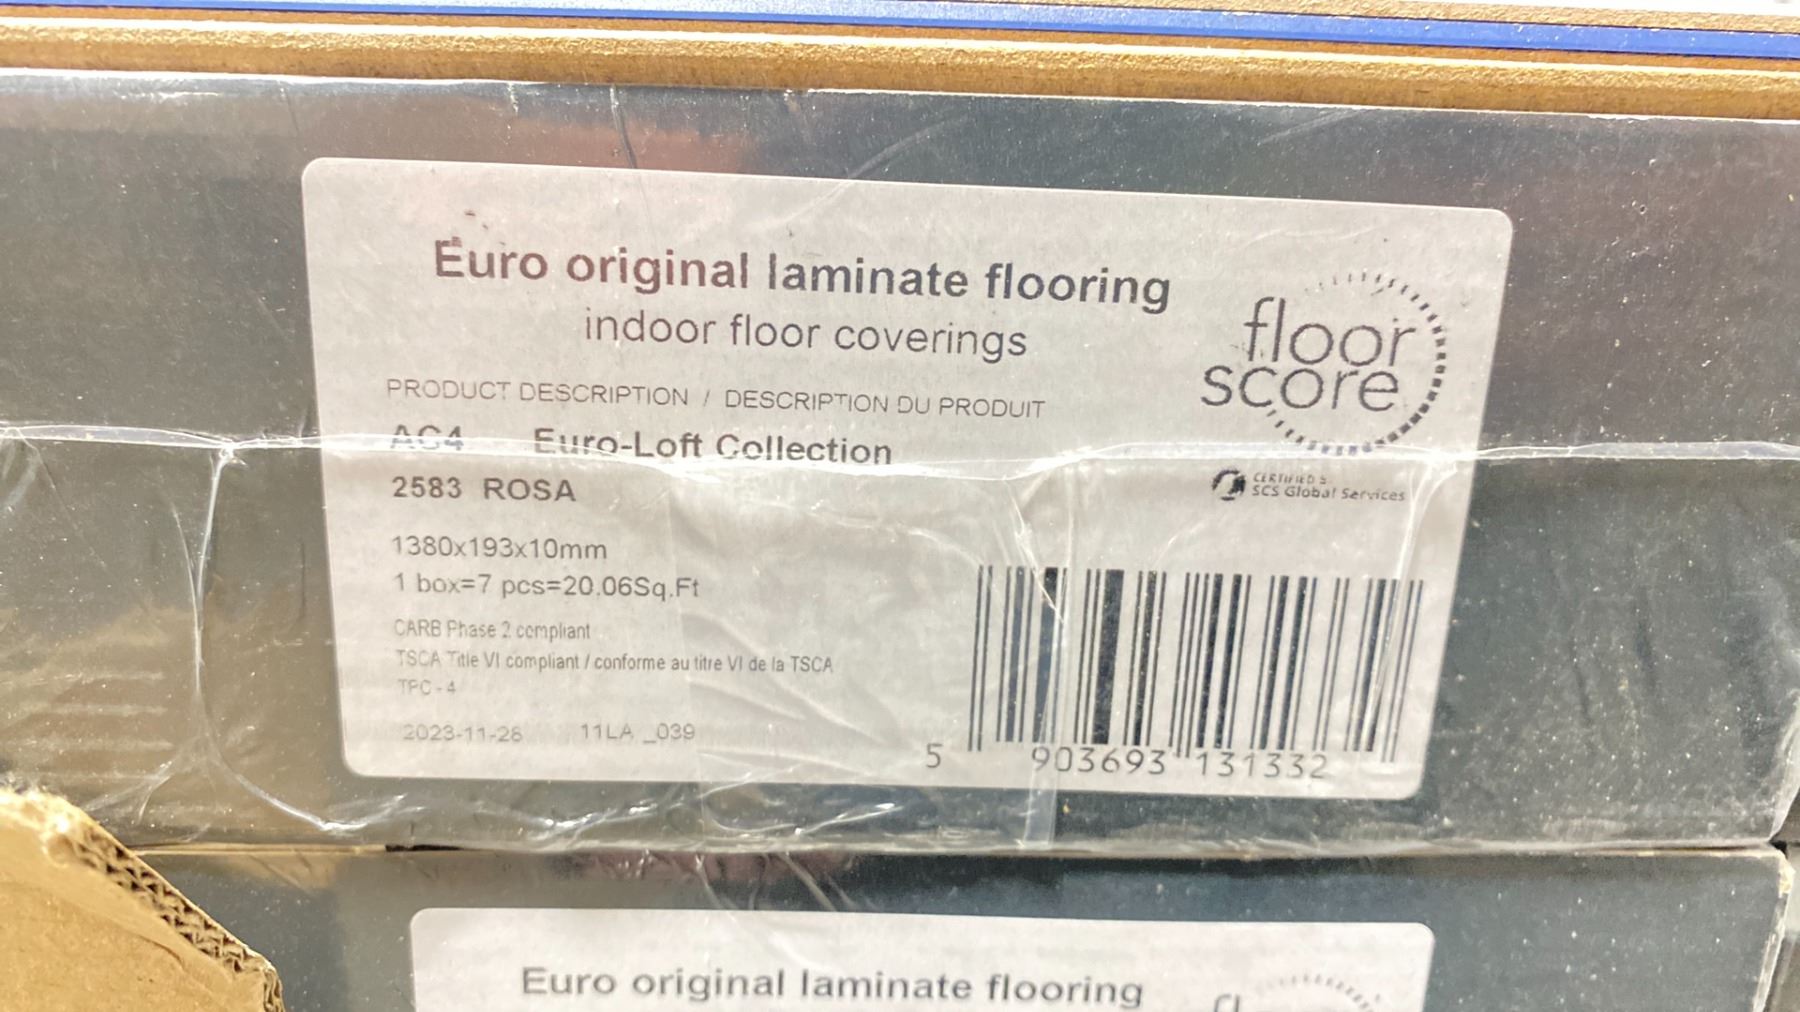 Euro original laminate flooring
indoor floor coverings
floor
score
PRODUCT DESCRIPTION / DESCRIPTION DU PRODUIT
AC4 Euro-Loft Collection
2583 ROSA
CERTIFIED
SCS Global Services
1380x193x10mm
1 box=7 pcs=20.06Sq.Ft
CARB Phase 2 compliant
TSCA Title VI compliant / conforme au titre VI de la TSCA
TPC - 4
2023-11-26 11LA _039
5 903693 131332
Euro original laminate flooring